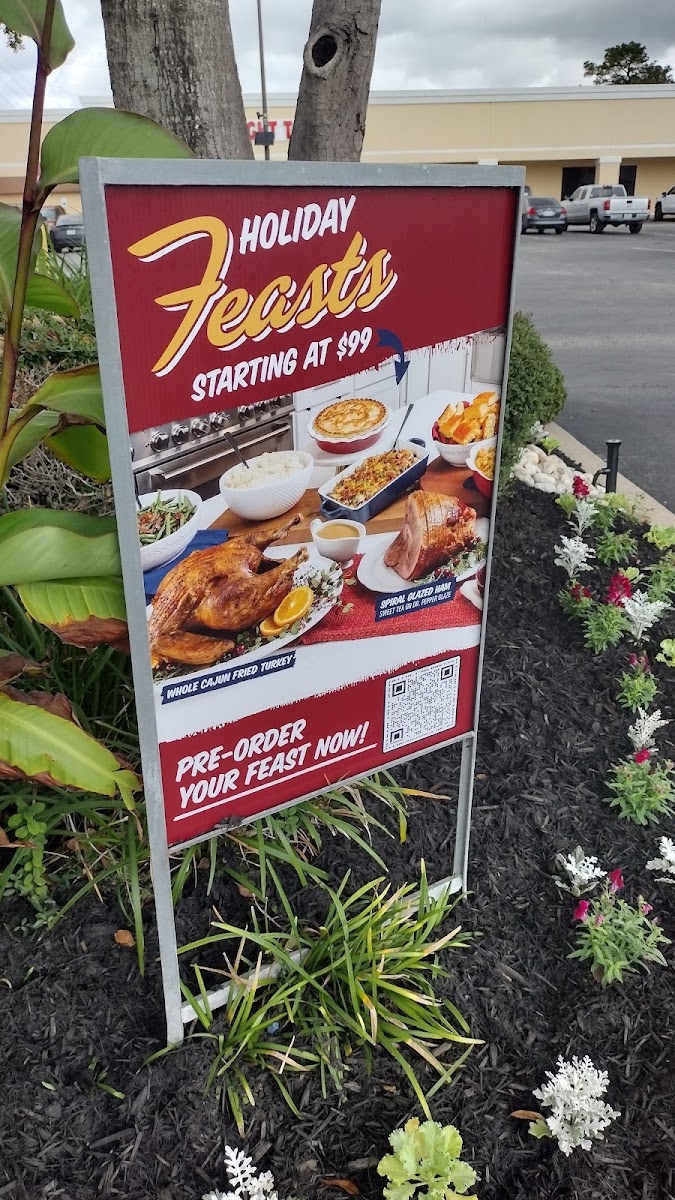 HOLIDAY
Feasts
STARTING AT $99
SPIRAL GLAZED HAM
SWEET TEA OR DR. PEPPER GLAZE
WHOLE CAJUN FRIED TURKEY
PRE-ORDER
YOUR FEAST NOW!